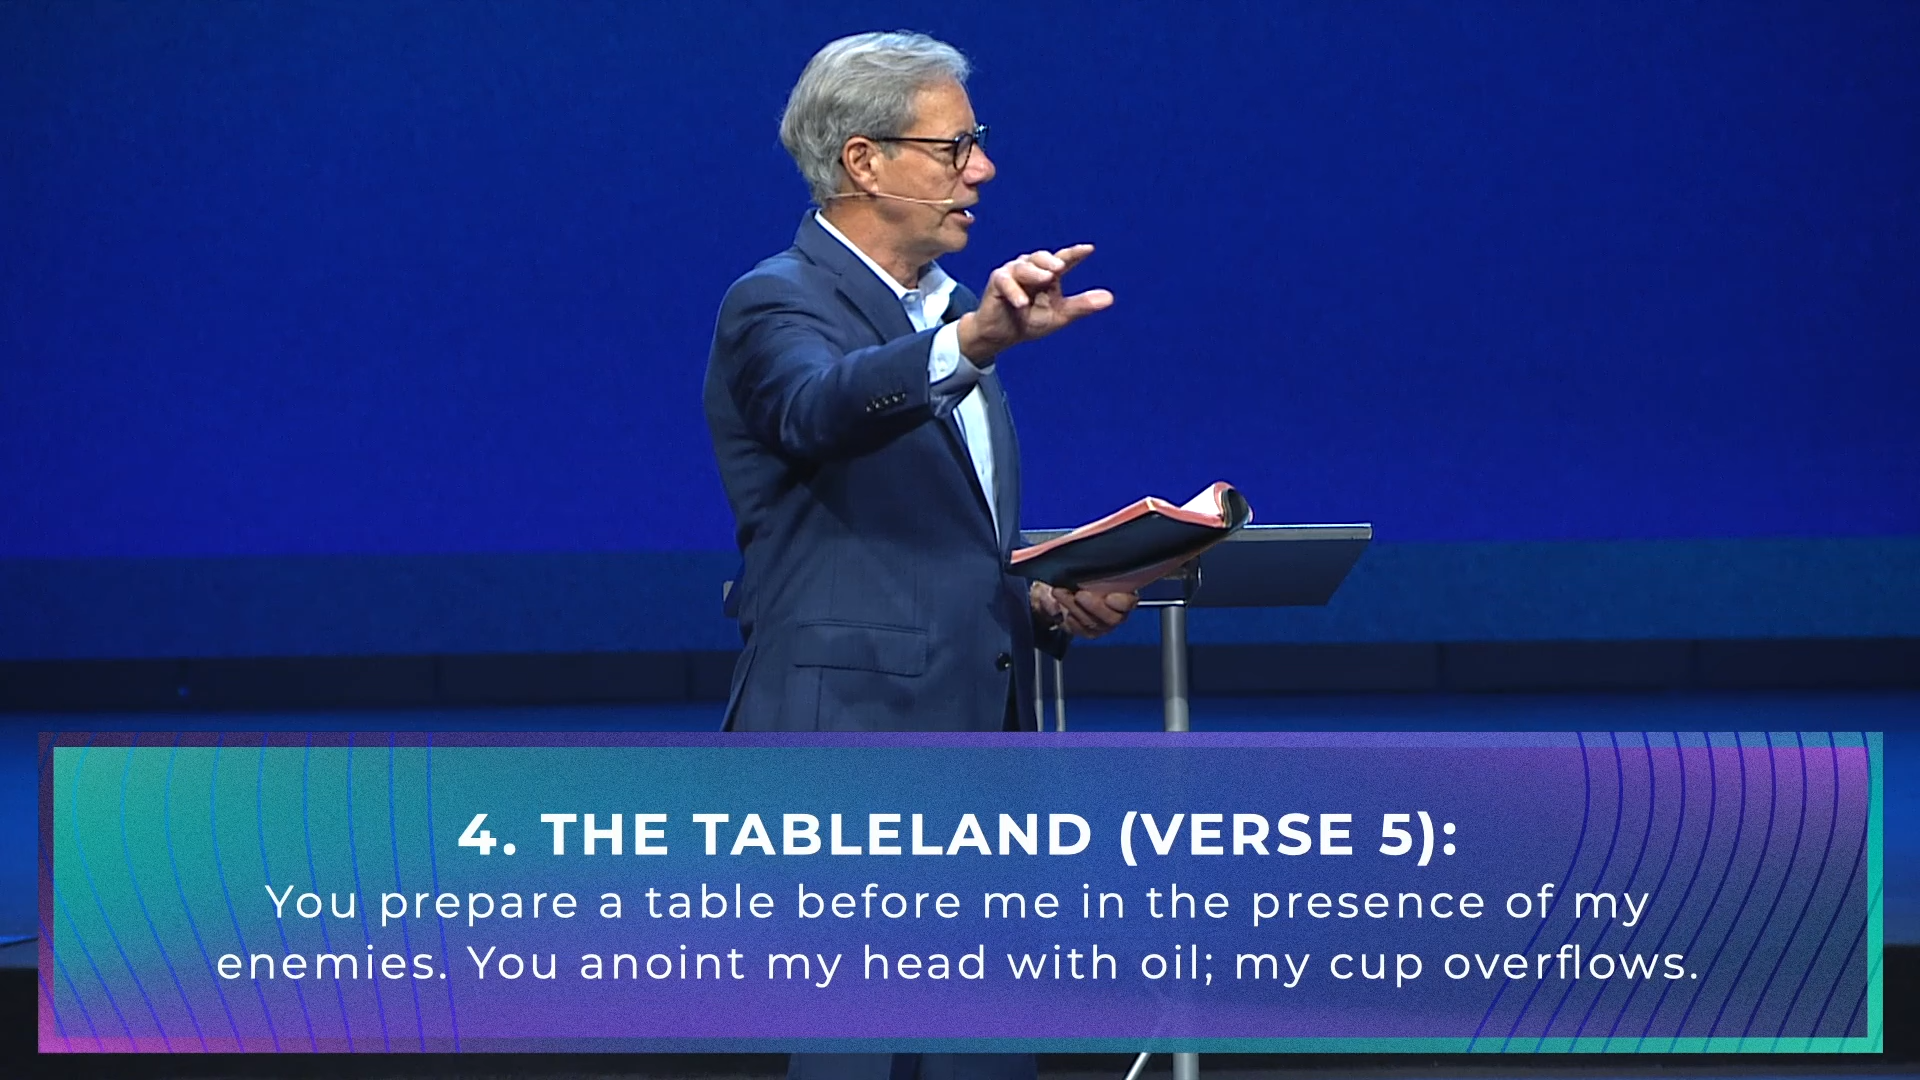 4. THE TABLELAND (VERSE 5):
You prepare a table before me in the presence of my
enemies. You anoint my head with oil; my cup overflows.